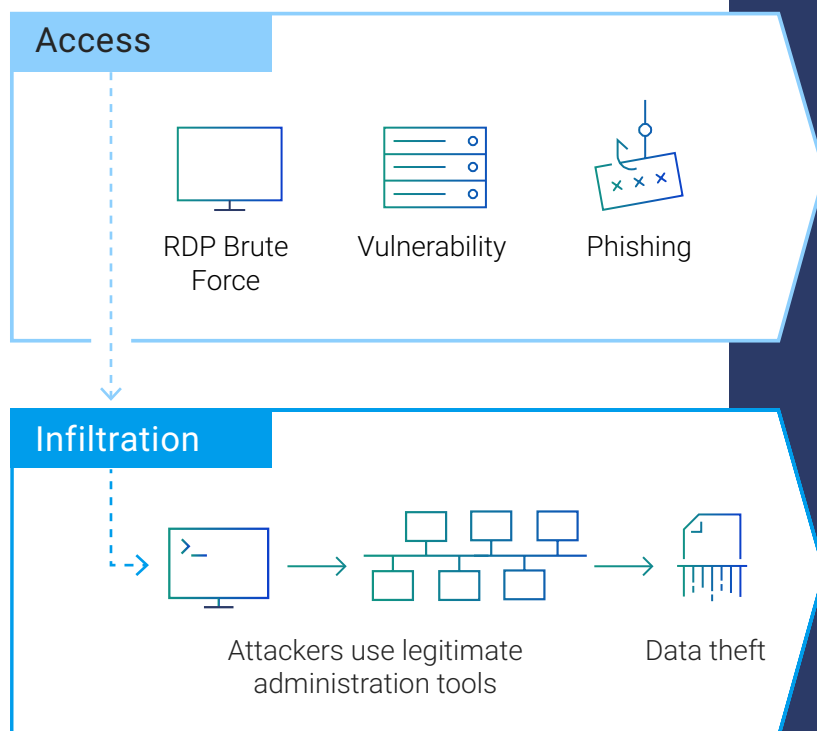 Access
RDP Brute
Force
Vulnerability
Phishing
Infiltration
Attackers use legitimate
administration tools
Data theft